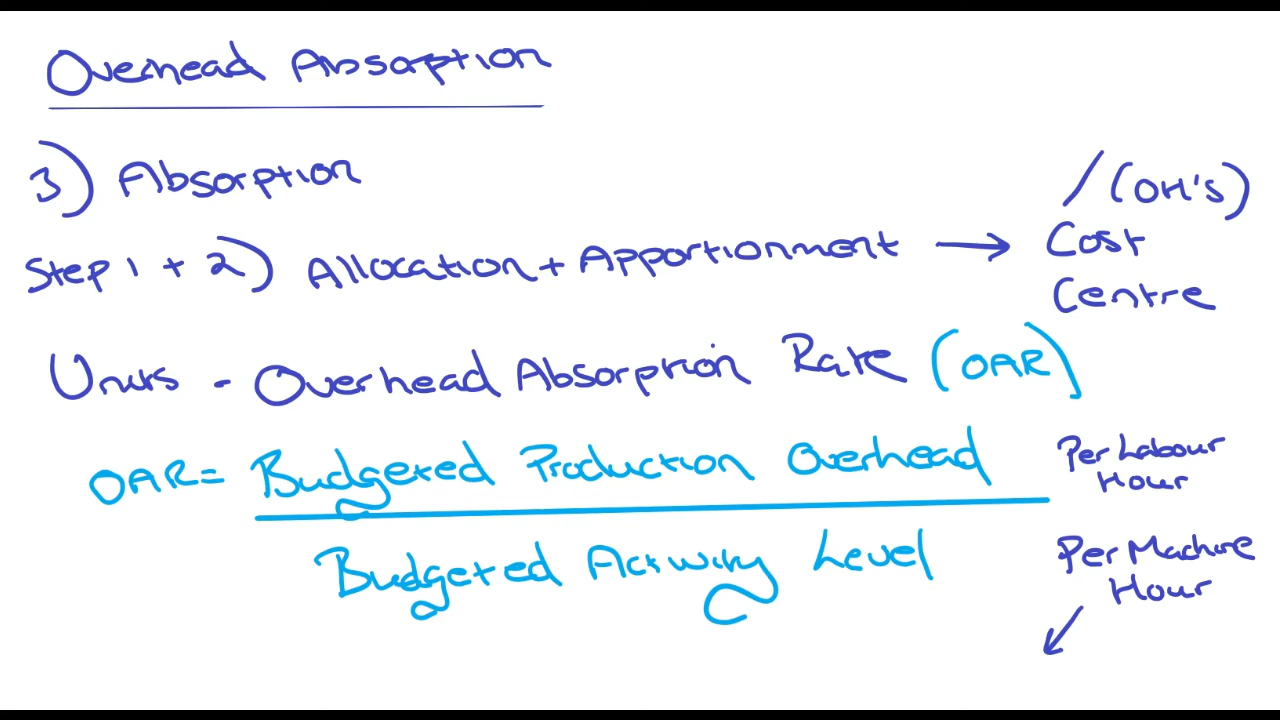 Overhead Absorption
3) Absorption
/(OH's)
Step 1 + 2) Allocation + Apportionment → Cost
Centre
Units - Overhead Absorption Rate (OAR)
OAR = Budgeted Production Overhead
Budgeted Activity Level
Per Labour
Hour
Per Machine
Hour